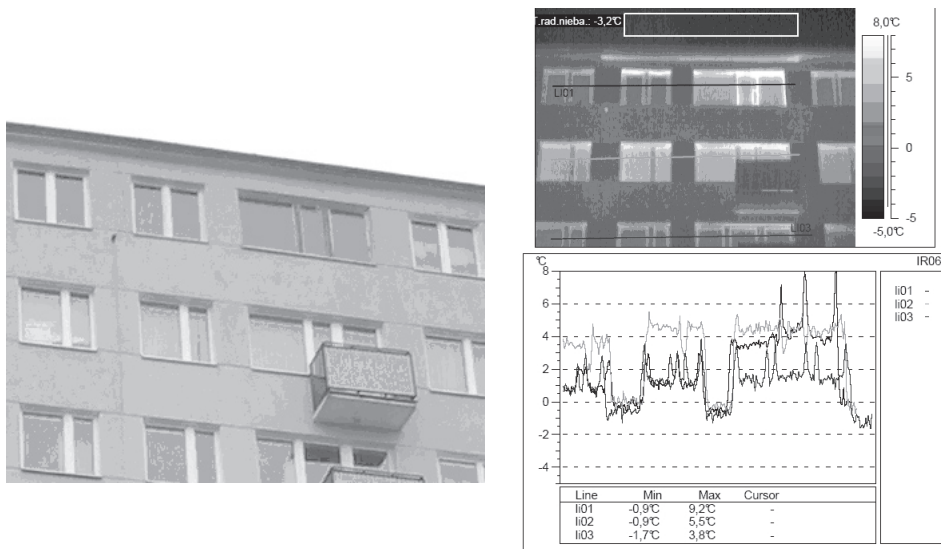 T.rad.nieba.: -3,2°C
8,0°C
5
0
-5
-5,0°C
LI01
LI03
°C
IR06
8
6
4
2
0
-2
-4
li01 -
li02 -
li03 -
Line Min Max Cursor
li01 -0,9°C 9,2°C -
li02 -0,9°C 5,5°C -
li03 -1,7°C 3,8°C -